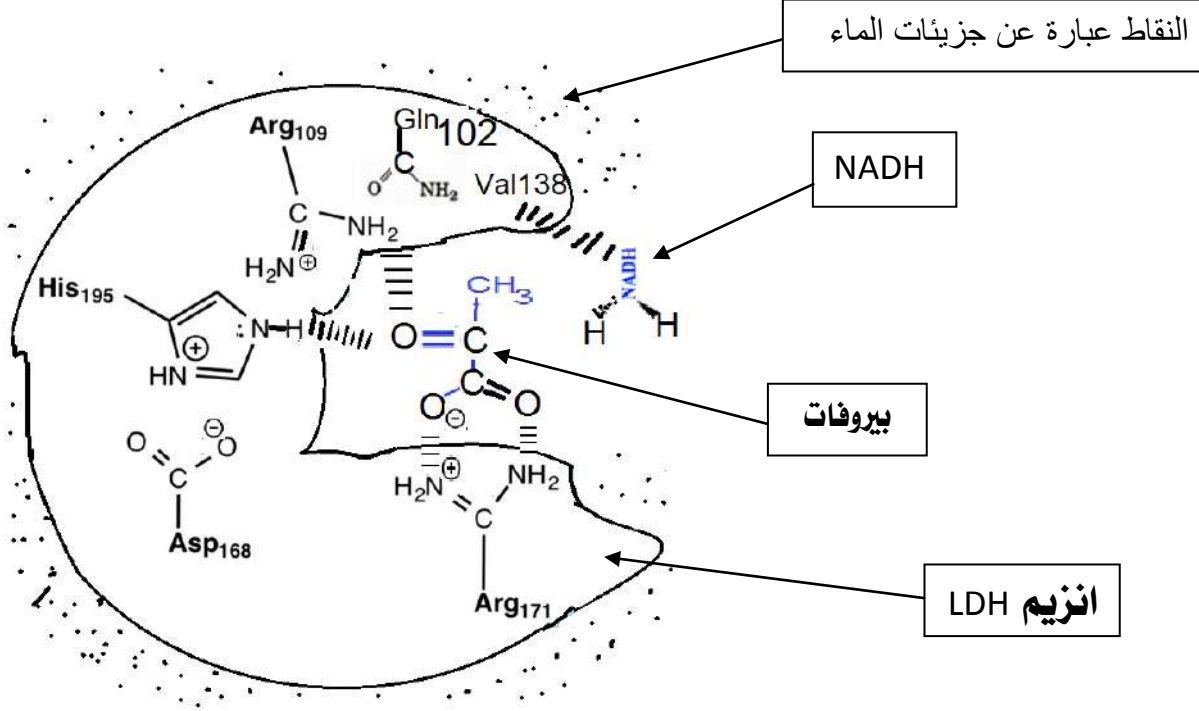 النقاط عبارة عن جزيئات الماء
Arg109
Gln102
C
O
NH2
Val138
NADH
C
NH2
H2N⊕
NADH
H
H
CH3
His195
N-H
⊕
HN
O=C
C
O
⊖
O
بيروفات
O
⊖
O
C
Asp168
⊕
H2N
NH2
C
Arg171
انزيم LDH